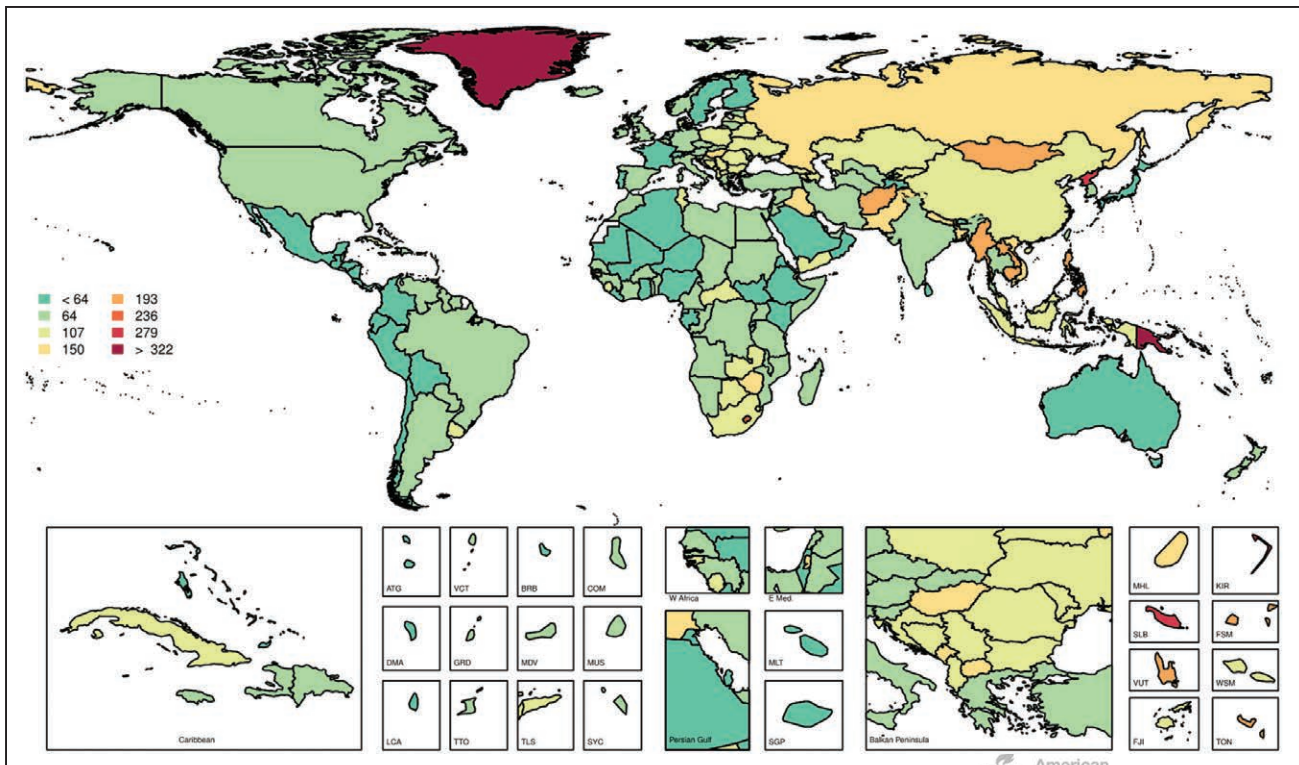 < 64 193
64 236
107 279
150 > 322
ATG VCT BRB COM
W Africa E Med.
MHL KIR
DMA GRD MDV MUS
MLT
SLB FSM
VUT WSM
LCA TTO TLS SYC
Caribbean
Persian Gulf
SGP
Balkan Peninsula
FJI TON
American